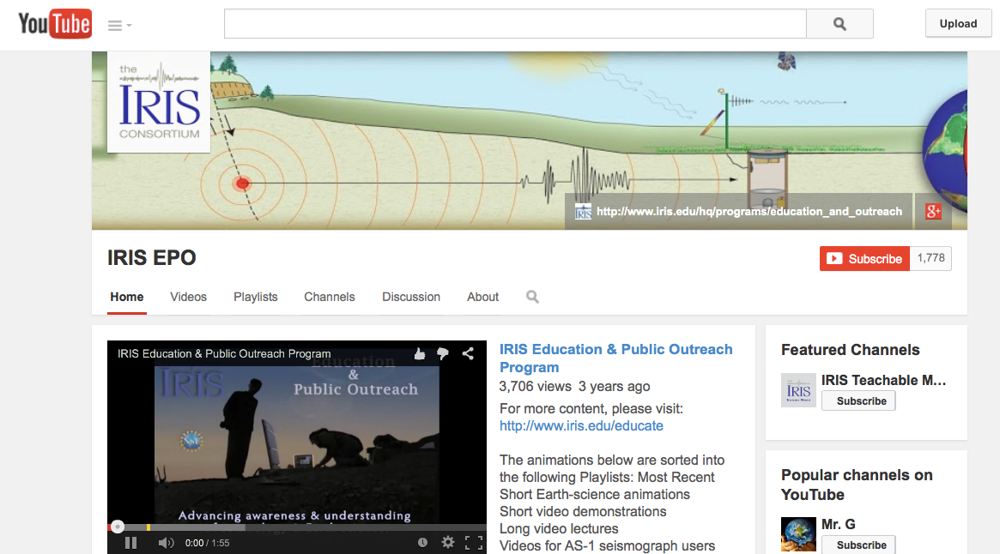 YouTube
Upload
the
IRIS
CONSORTIUM
IRIS
http://www.iris.edu/hq/programs/education_and_outreach
g+
IRIS EPO
Subscribe
1,778
Home
Videos
Playlists
Channels
Discussion
About
IRIS Education & Public Outreach Program
IRIS
Education
&
Public Outreach
NSF
Advancing awareness & understanding
0:00 / 1:55
IRIS Education & Public Outreach
Program
3,706 views 3 years ago
For more content, please visit:
http://www.iris.edu/educate
The animations below are sorted into
the following Playlists: Most Recent
Short Earth-science animations
Short video demonstrations
Long video lectures
Videos for AS-1 seismograph users
Featured Channels
IRIS
IRIS Teachable M...
Subscribe
Popular channels on
YouTube
Mr. G
Subscribe